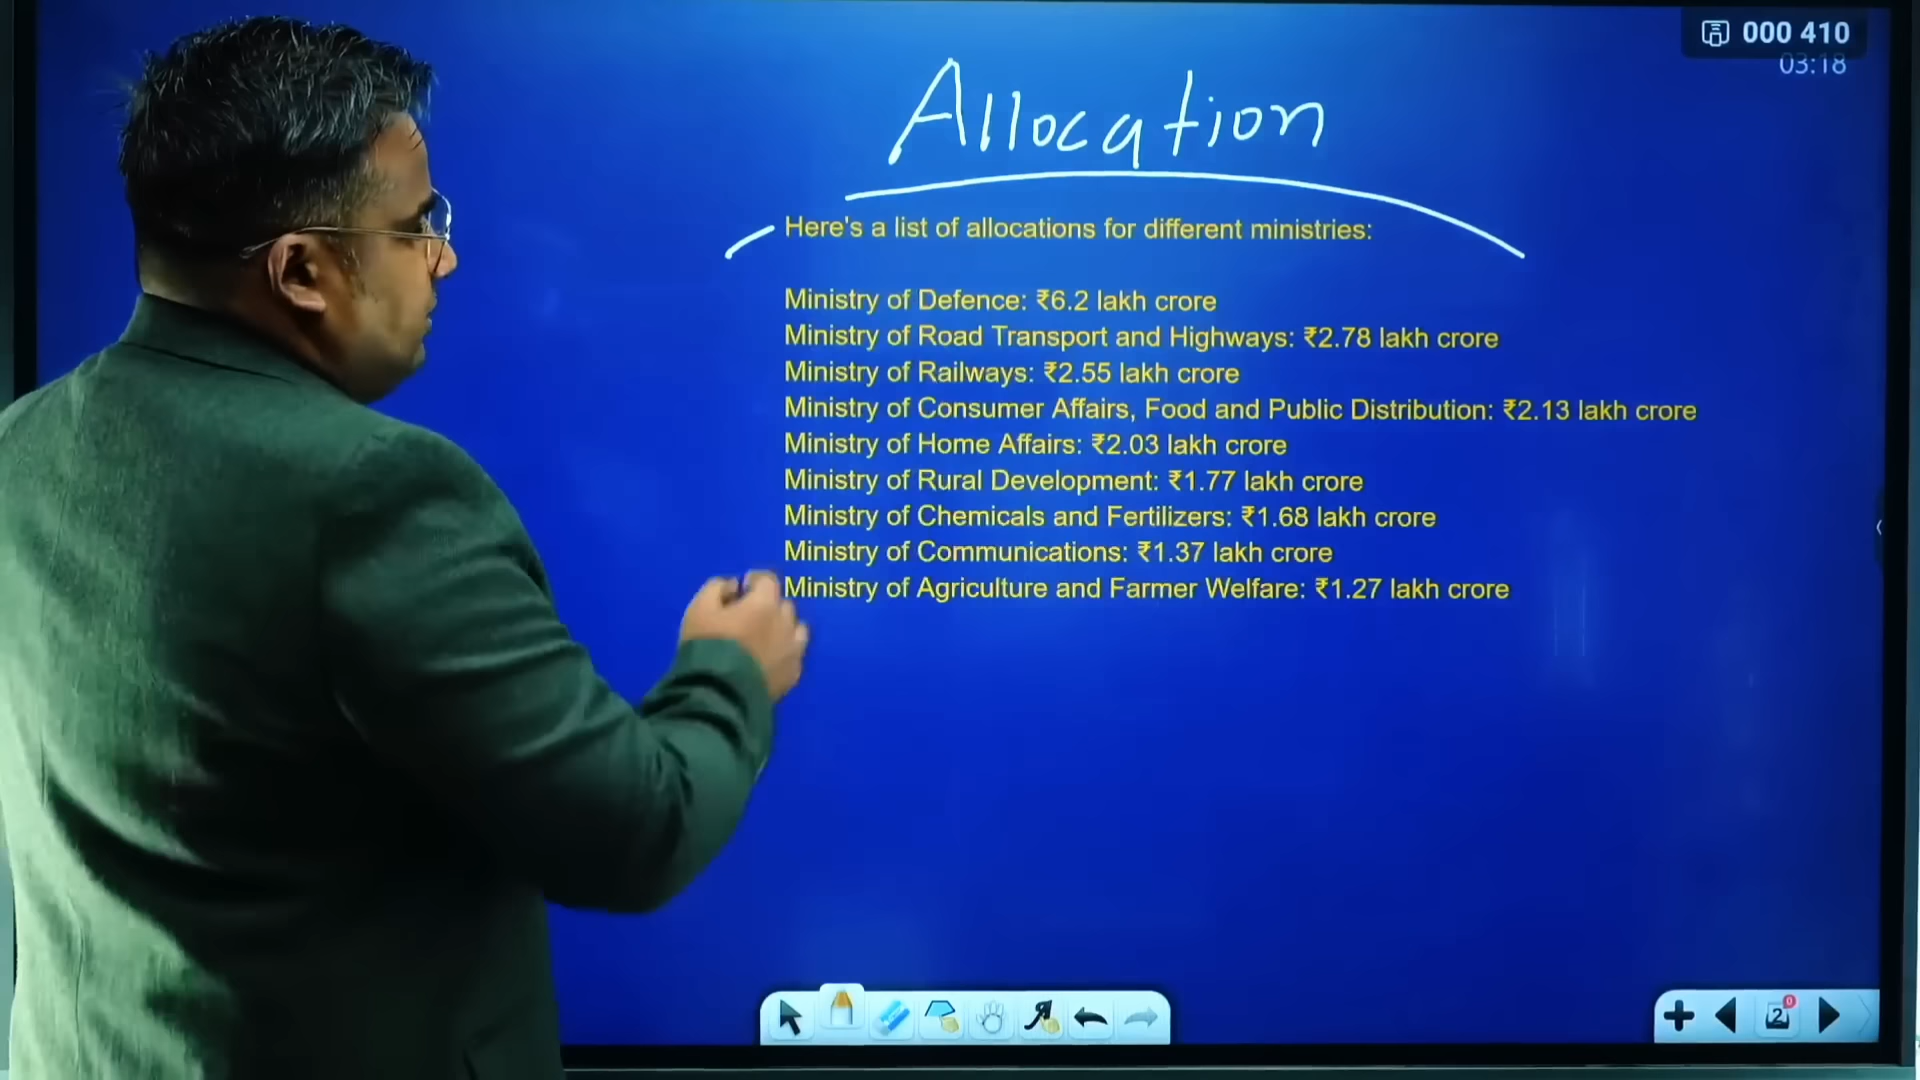 000 410
03:18
Allocation
Here's a list of allocations for different ministries:
Ministry of Defence: ₹6.2 lakh crore
Ministry of Road Transport and Highways: ₹2.78 lakh crore
Ministry of Railways: ₹2.55 lakh crore
Ministry of Consumer Affairs, Food and Public Distribution: ₹2.13 lakh crore
Ministry of Home Affairs: ₹2.03 lakh crore
Ministry of Rural Development: ₹1.77 lakh crore
Ministry of Chemicals and Fertilizers: ₹1.68 lakh crore
Ministry of Communications: ₹1.37 lakh crore
Ministry of Agriculture and Farmer Welfare: ₹1.27 lakh crore
0
2